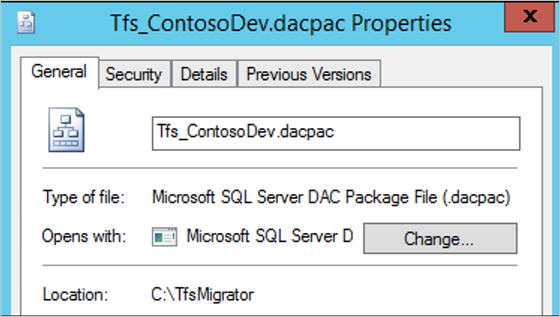 Tfs_ContosoDev.dacpac Properties
x
General Security Details Previous Versions
Tfs_ContosoDev.dacpac
Type of file: Microsoft SQL Server DAC Package File (.dacpac)
Opens with: Microsoft SQL Server D Change...
Location: C:\TfsMigrator